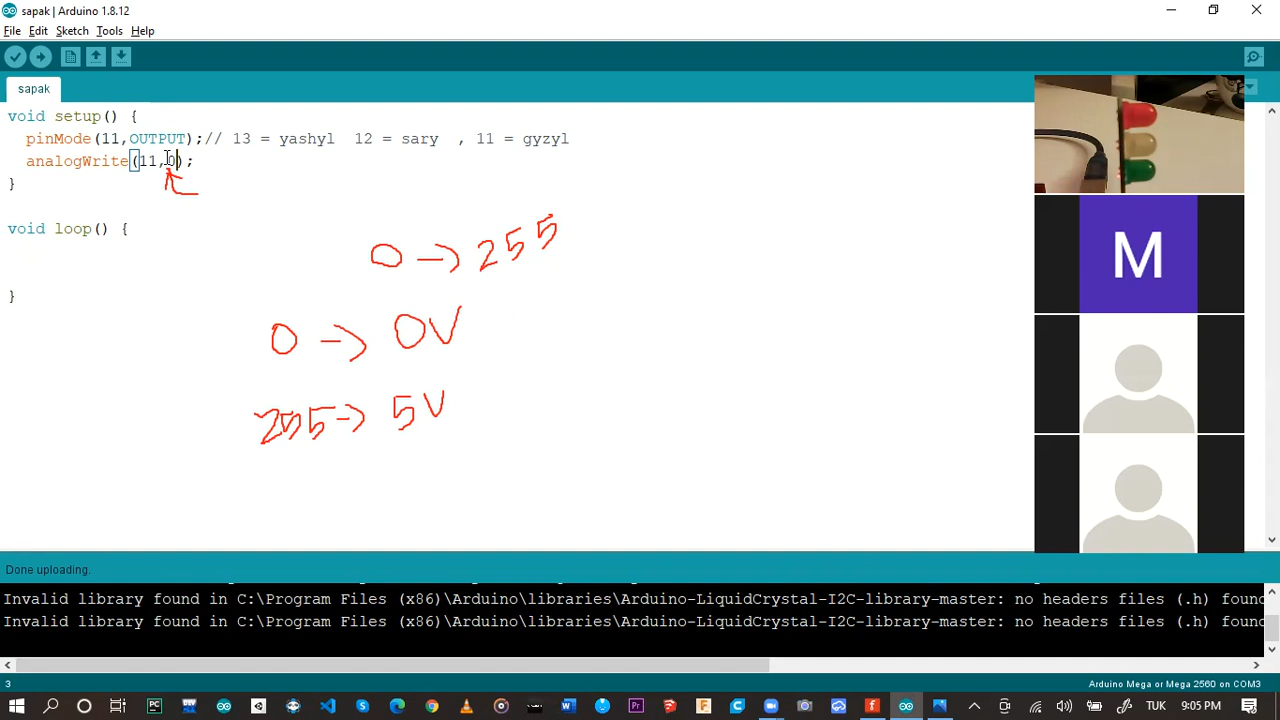 sapak | Arduino 1.8.12
File Edit Sketch Tools Help
sapak
void setup() {
pinMode(11,OUTPUT);// 13 = yashyl 12 = sary , 11 = gyzyl
analogWrite(11,0);
}
void loop() {
}
0 -> 255
0 -> 0V
255 -> 5V
M
Done uploading.
Invalid library found in C:\Program Files (x86)\Arduino\libraries\Arduino-LiquidCrystal-I2C-library-master: no headers files (.h) found
Invalid library found in C:\Program Files (x86)\Arduino\libraries\Arduino-LiquidCrystal-I2C-library-master: no headers files (.h) found
3
Arduino Mega or Mega 2560 on COM3
TUK 9:05 PM